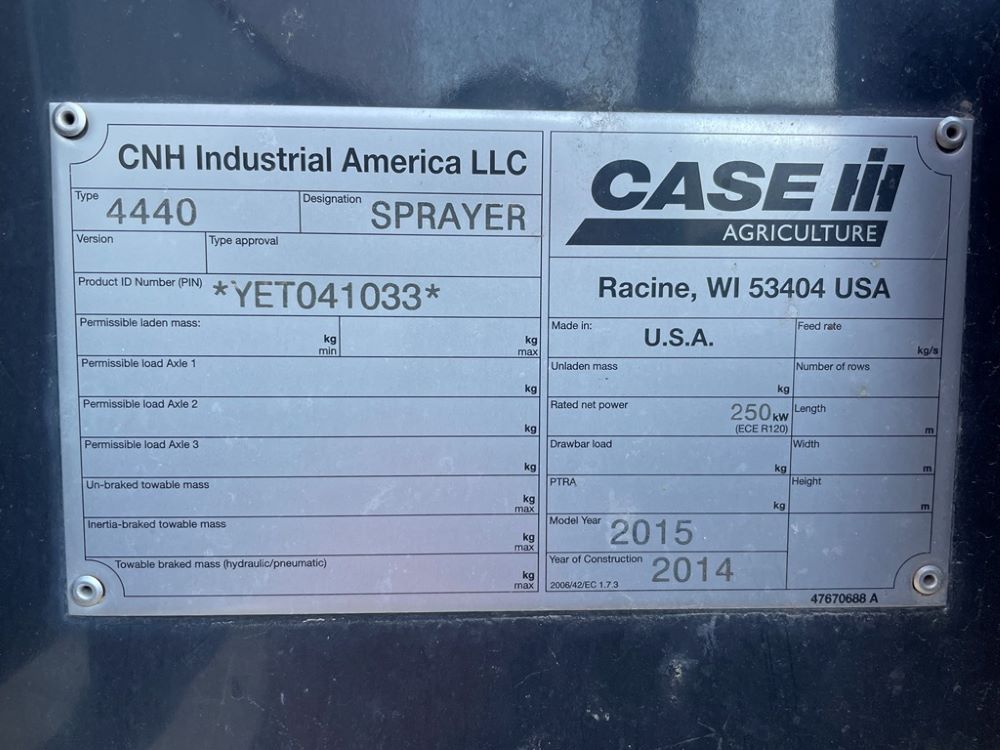 CNH Industrial America LLC
Type 4440
Designation SPRAYER
Version
Type approval
Product ID Number (PIN) *YET041033*
Permissible laden mass:
kg
min
kg
max
Permissible load Axle 1
kg
Permissible load Axle 2
kg
Permissible load Axle 3
kg
Un-braked towable mass
kg
max
Inertia-braked towable mass
kg
max
Towable braked mass (hydraulic/pneumatic)
kg
max
CASE IH
AGRICULTURE
Racine, WI 53404 USA
Made in: U.S.A.
Feed rate
kg/s
Unladen mass
kg
Number of rows
Rated net power 250 kW
(ECE R120)
Length
m
Drawbar load
kg
Width
m
PTRA
kg
Height
m
Model Year 2015
Year of Construction 2014
2006/42/EC 1.7.3
47670688 A